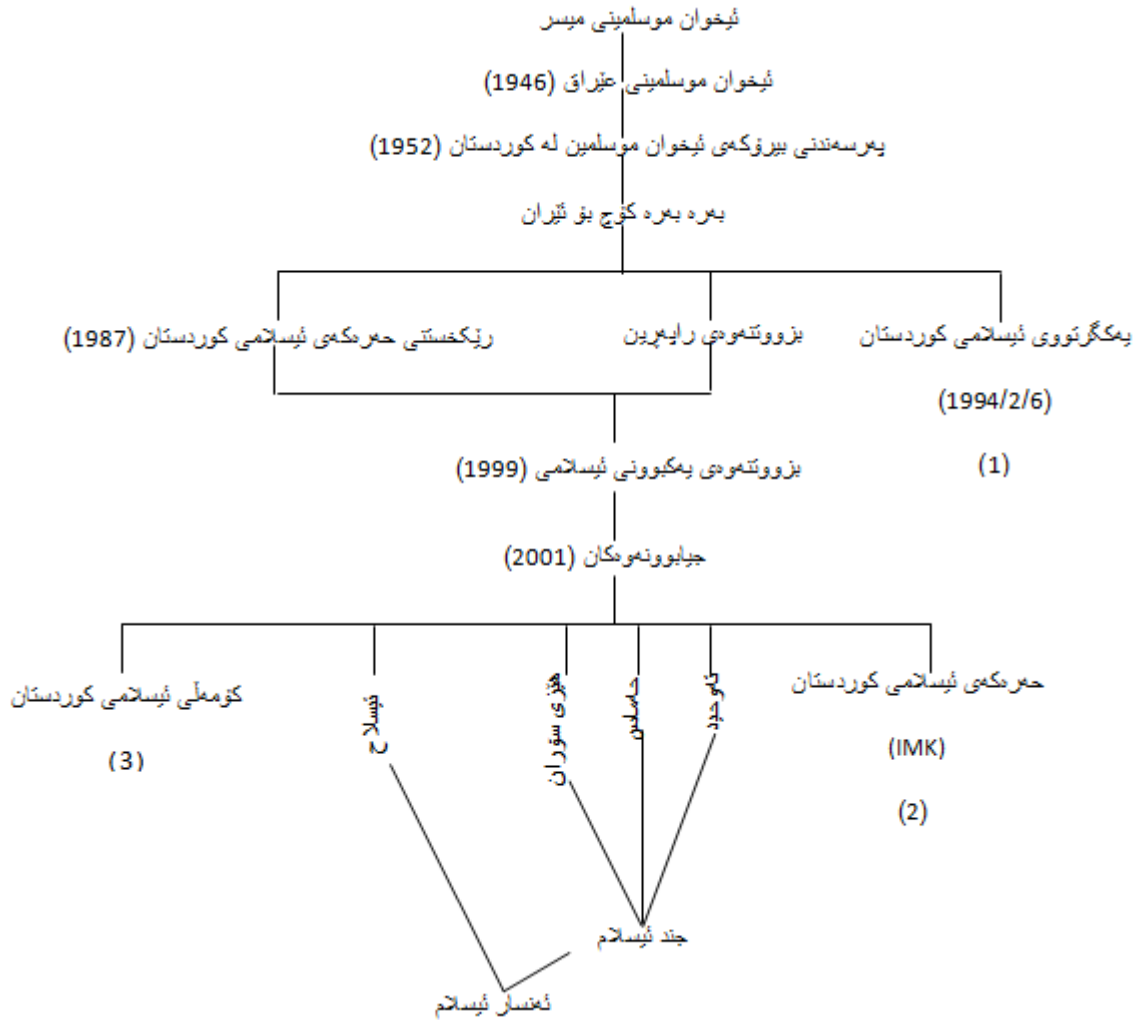 ئیخوان موسلمینی میسر
ئیخوان موسلمینی عێراق (1946)
پەرسەندنی بیرۆکەی ئیخوان موسلمین لە کوردستان (1952)
بەرە بەرە کۆچ بۆ ئێران
یەکگرتووی ئیسلامی کوردستان
(1994/2/6)
(1)
بزووتنەوەی راپەڕین
رێکخستنی حەرەکەی ئیسلامی کوردستان (1987)
بزووتنەوەی یەکبوونی ئیسلامی (1999)
جیابوونەوەکان (2001)
حەرەکەی ئیسلامی کوردستان
(IMK)
(2)
تەوحید
حەماس
هێزی سۆران
ئیسلاح
کۆمەڵی ئیسلامی کوردستان
(3)
جند ئیسلام
ئەنسار ئیسلام